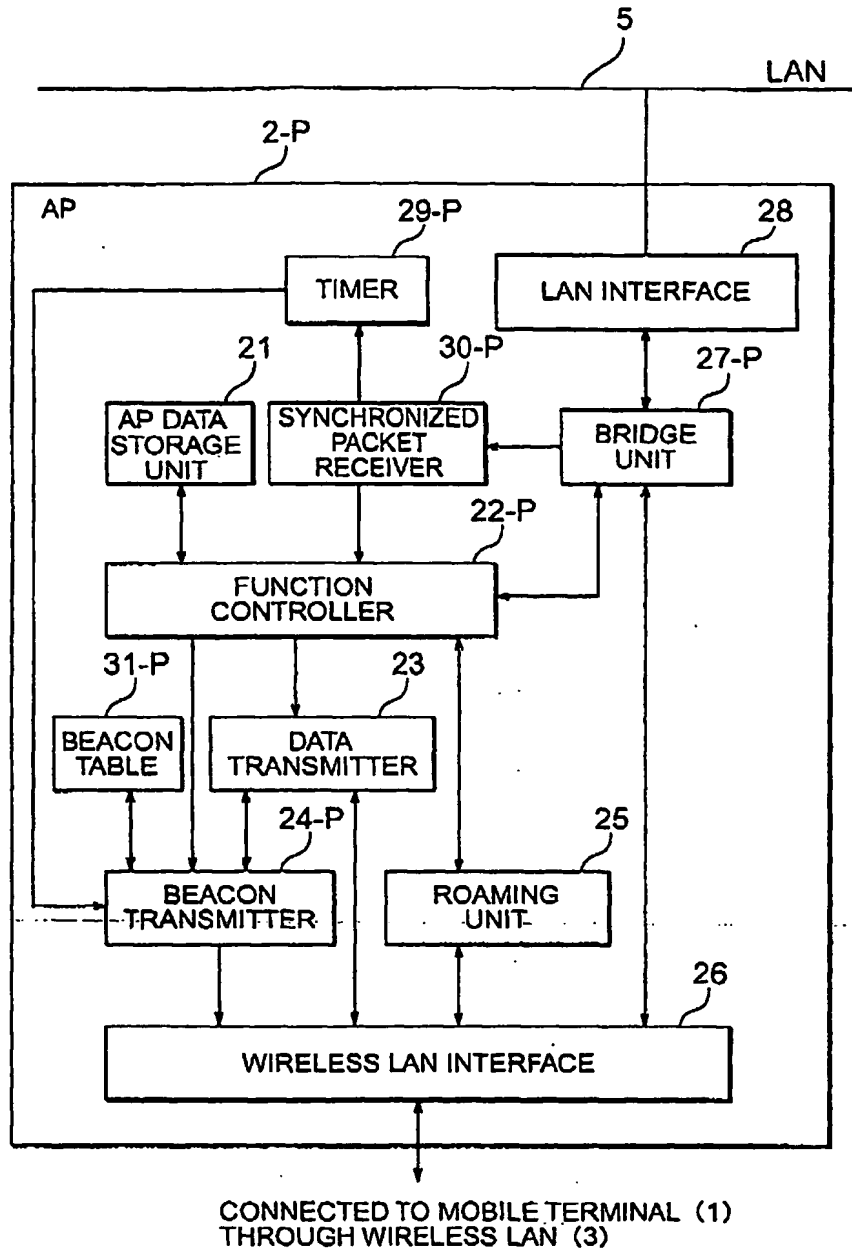 5
LAN
2-P
AP
29-P
28
TIMER
LAN INTERFACE
21
30-P
27-P
AP DATA
STORAGE
UNIT
SYNCHRONIZED
PACKET
RECEIVER
BRIDGE
UNIT
22-P
FUNCTION
CONTROLLER
31-P
23
BEACON
TABLE
DATA
TRANSMITTER
24-P
25
BEACON
TRANSMITTER
ROAMING
UNIT
26
WIRELESS LAN INTERFACE
CONNECTED TO MOBILE TERMINAL (1)
THROUGH WIRELESS LAN (3)